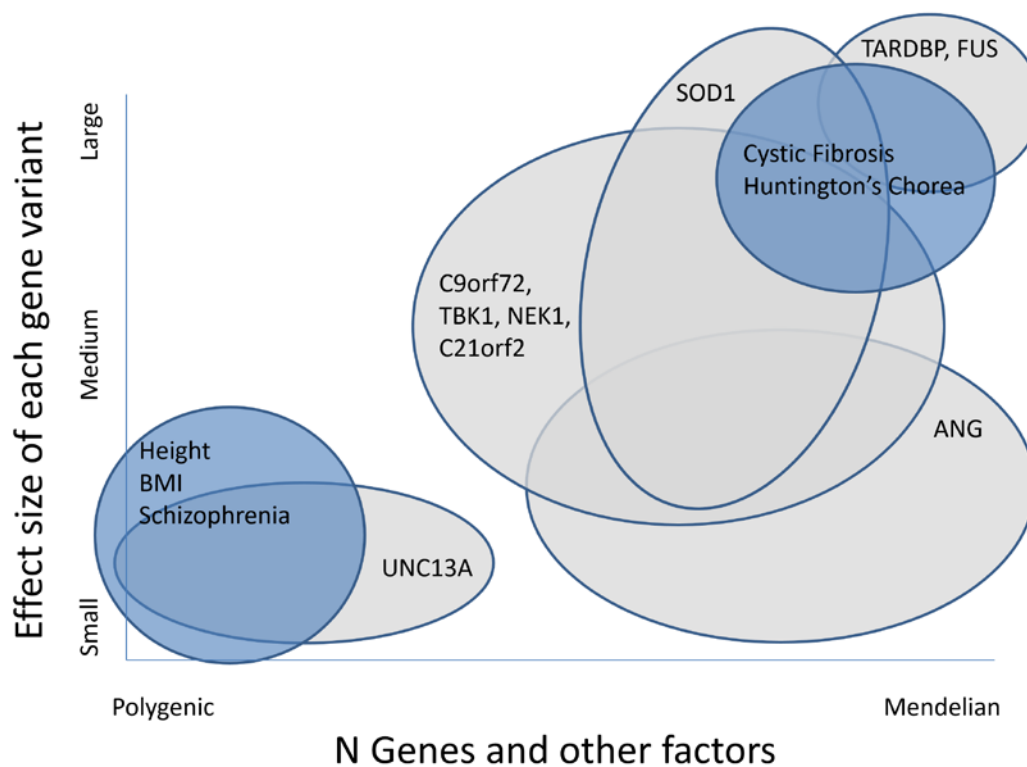 TARDBP, FUS
SOD1
Cystic Fibrosis
Huntington's Chorea
C9orf72,
TBK1, NEK1,
C21orf2
ANG
Height
BMI
Schizophrenia
UNC13A
Effect size of each gene variant
Large
Medium
Small
Polygenic
Mendelian
N Genes and other factors